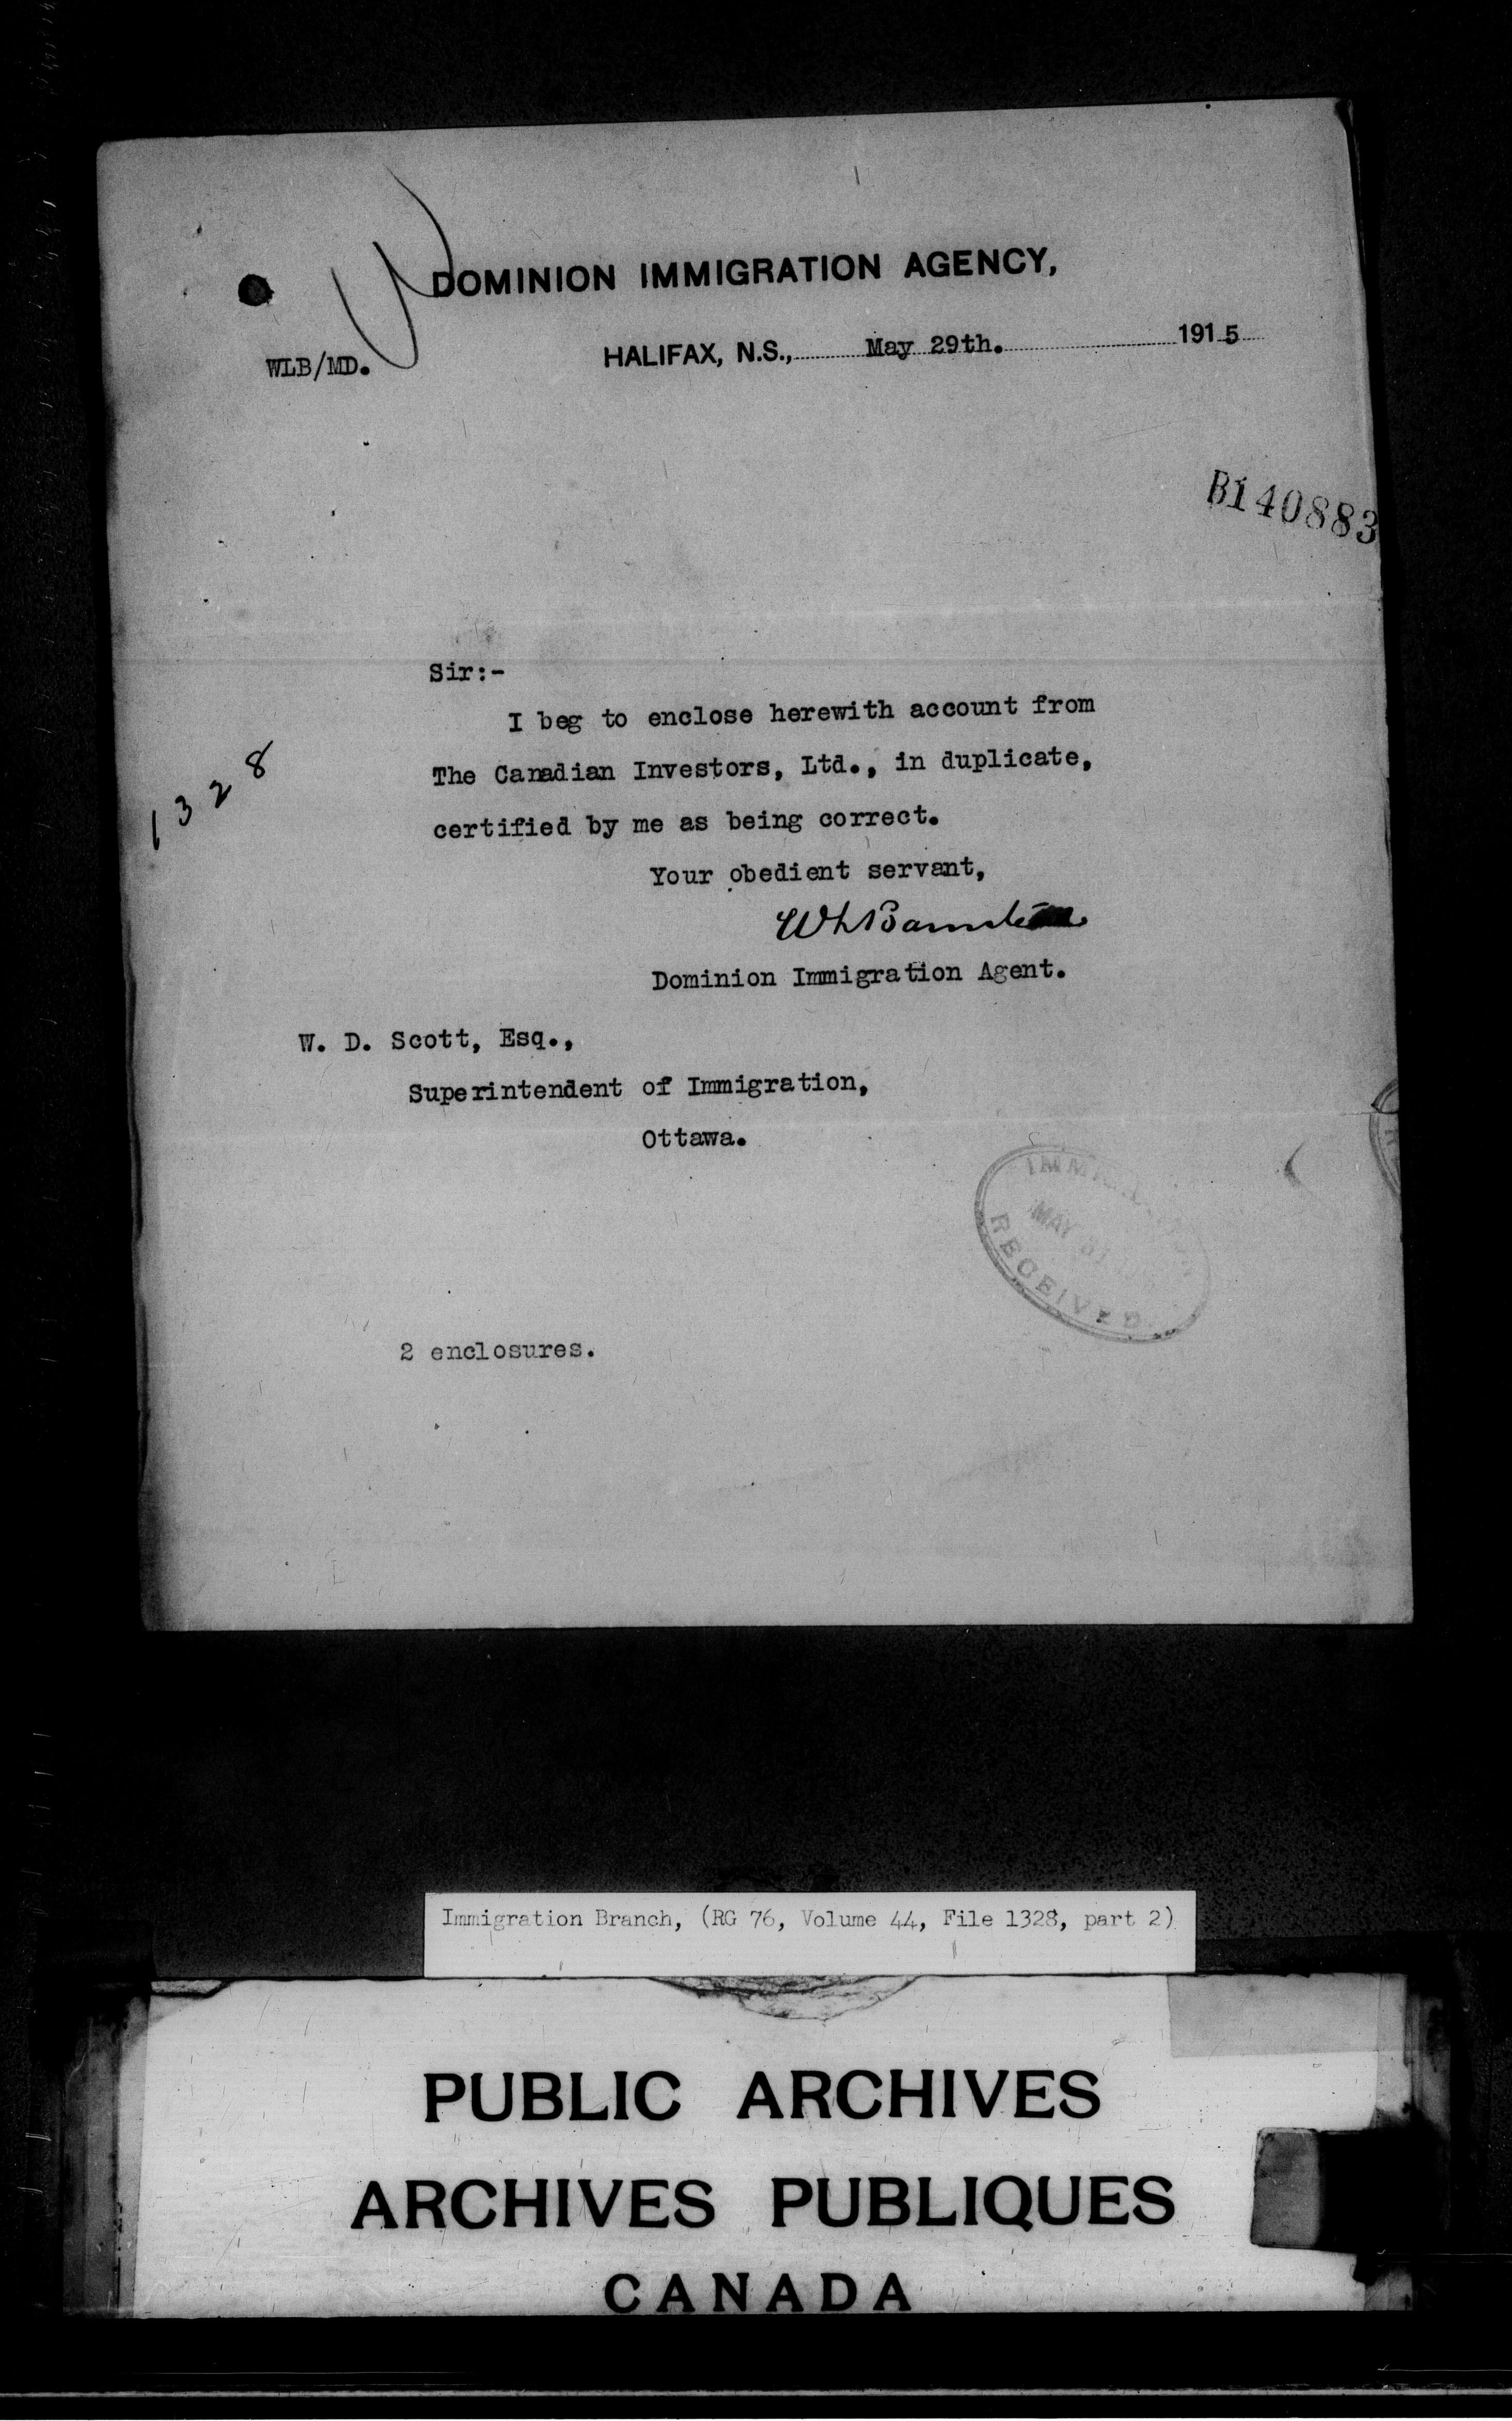 DOMINION IMMIGRATION AGENCY,
WLB/MD.
HALIFAX, N.S., May 29th. 1915
B140883
Sir:-
I beg to enclose herewith account from
The Canadian Investors, Ltd., in duplicate,
certified by me as being correct.
1328
Your obedient servant,
Dominion Immigration Agent.
W. D. Scott, Esq.,
Superintendent of Immigration,
Ottawa.
MAY
RECEIVED
2 enclosures.
Immigration Branch, (RG 76, Volume 44, File 1328, part 2)
PUBLIC ARCHIVES
ARCHIVES PUBLIQUES
CANADA